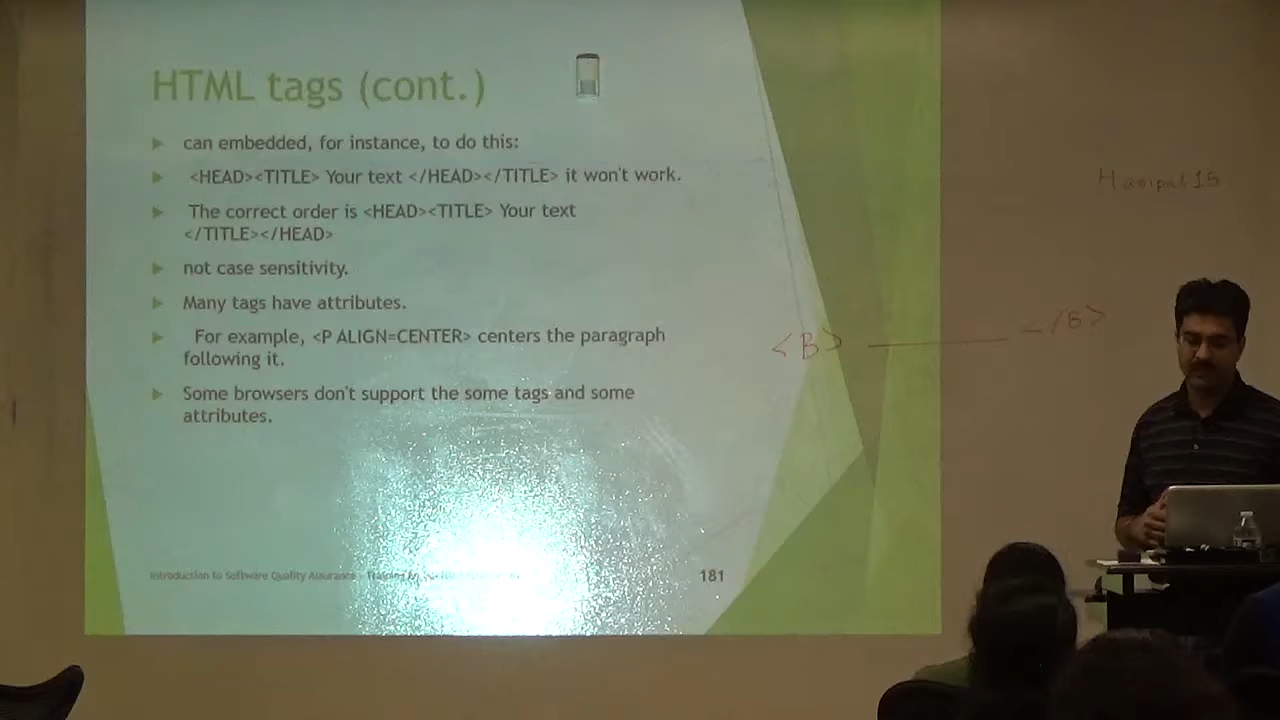 HTML tags (cont.)
can embedded, for instance, to do this:
<HEAD><TITLE> Your text </HEAD></TITLE> it won't work.
The correct order is <HEAD><TITLE> Your text
</TITLE></HEAD>
not case sensitivity.
Many tags have attributes.
For example, <P ALIGN=CENTER> centers the paragraph
following it.
Some browsers don't support the some tags and some
attributes.
Introduction to Software Quality Assurance - Training by
181
<B> </B>